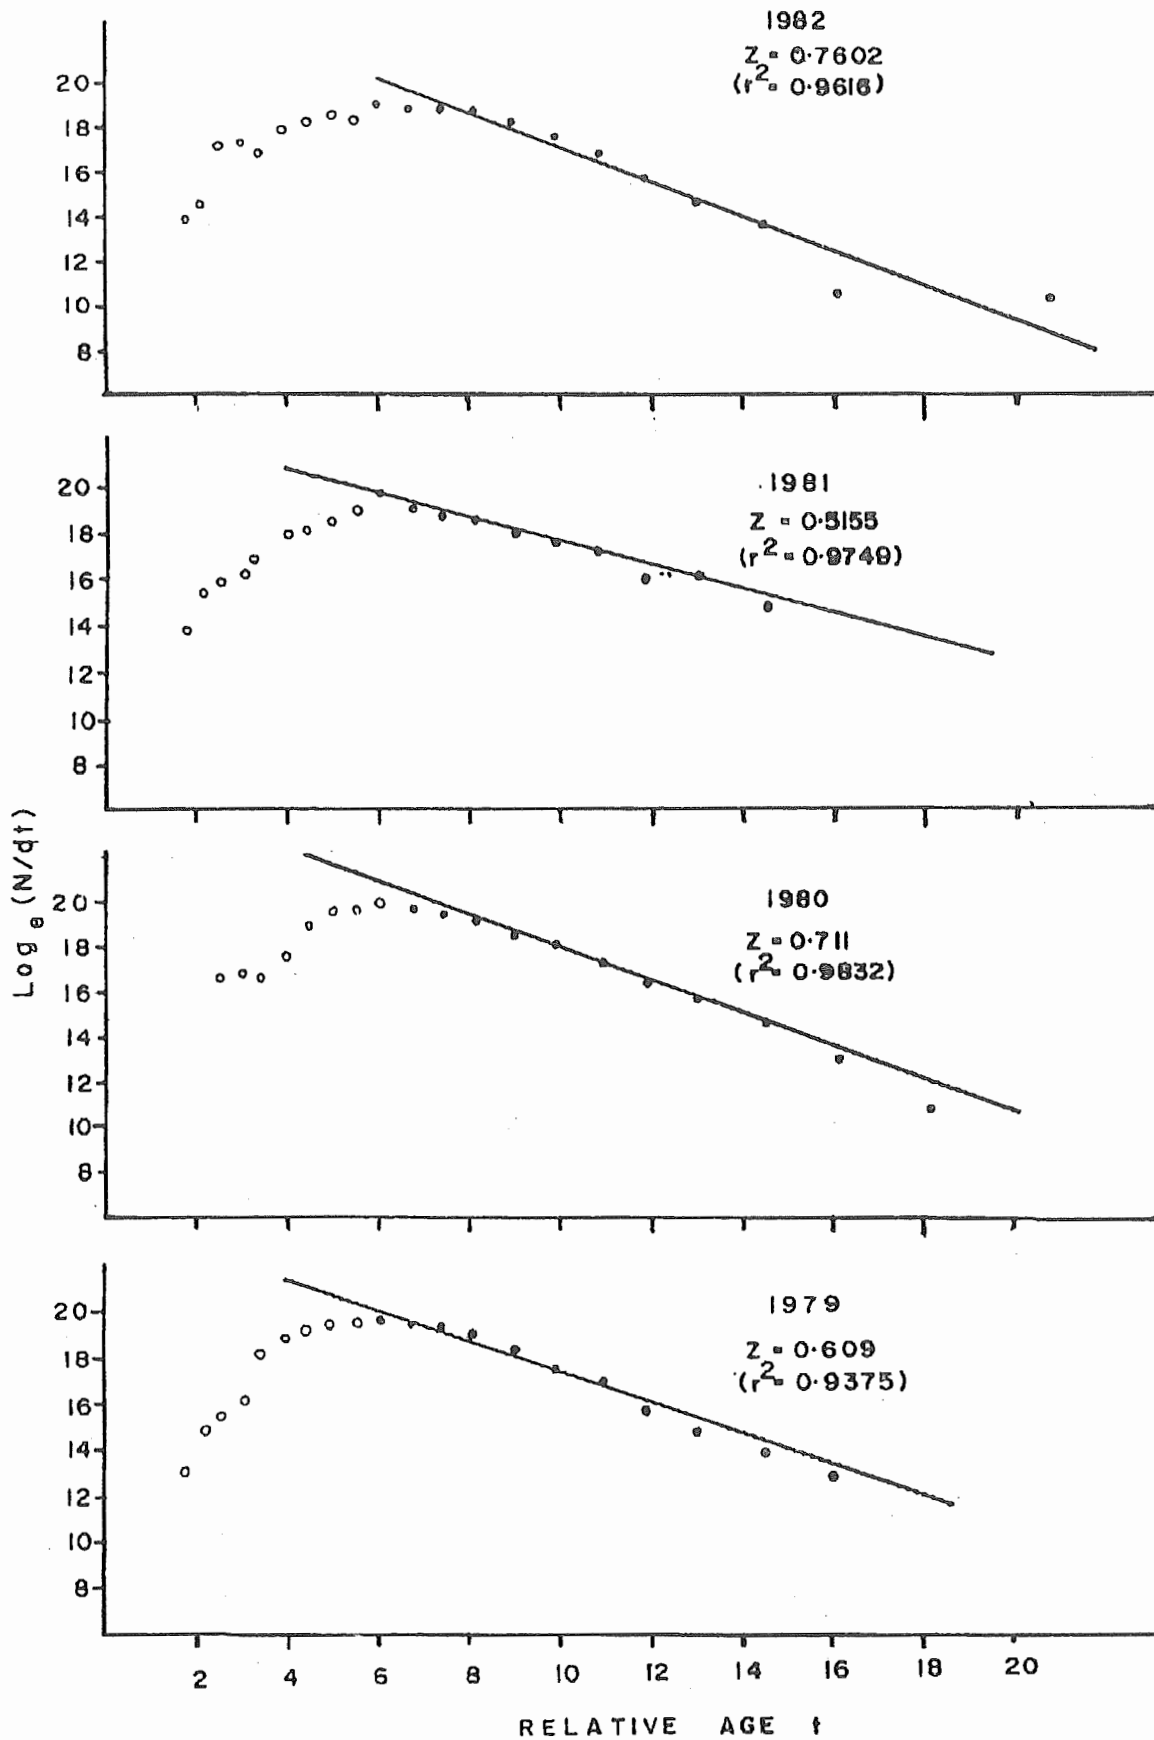 1982
Z = 0.7602
(r² = 0.9616)
20
18
16
14
12
10
8
1981
Z = 0.5155
(r² = 0.9749)
20
18
16
14
12
10
8
Loge (N/dt)
1980
Z = 0.711
(r² = 0.9832)
20
18
16
14
12
10
8
1979
Z = 0.609
(r² = 0.9375)
20
18
16
14
12
10
8
2 4 6 8 10 12 14 16 18 20
RELATIVE AGE t